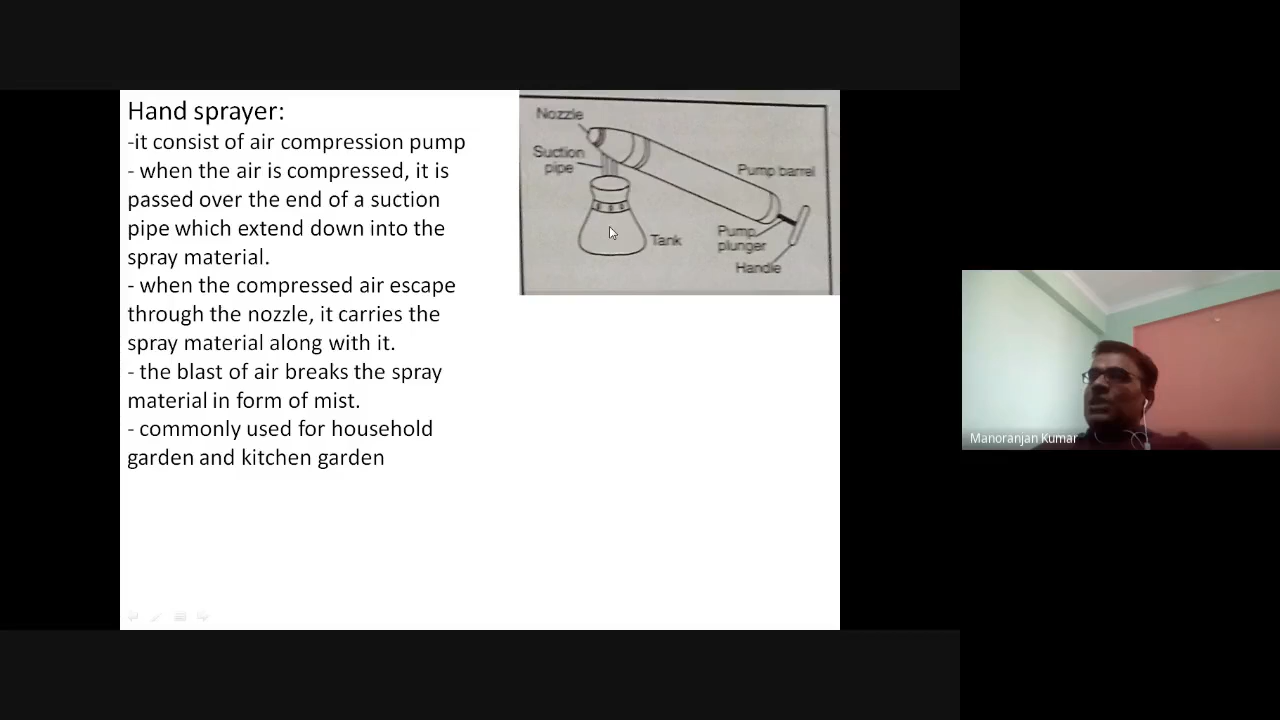 Hand sprayer:
-it consist of air compression pump
- when the air is compressed, it is
passed over the end of a suction
pipe which extend down into the
spray material.
- when the compressed air escape
through the nozzle, it carries the
spray material along with it.
- the blast of air breaks the spray
material in form of mist.
- commonly used for household
garden and kitchen garden
Nozzle
Suction
pipe
Pump barrel
Tank
Pump
plunger
Handle
Manoranjan Kumar